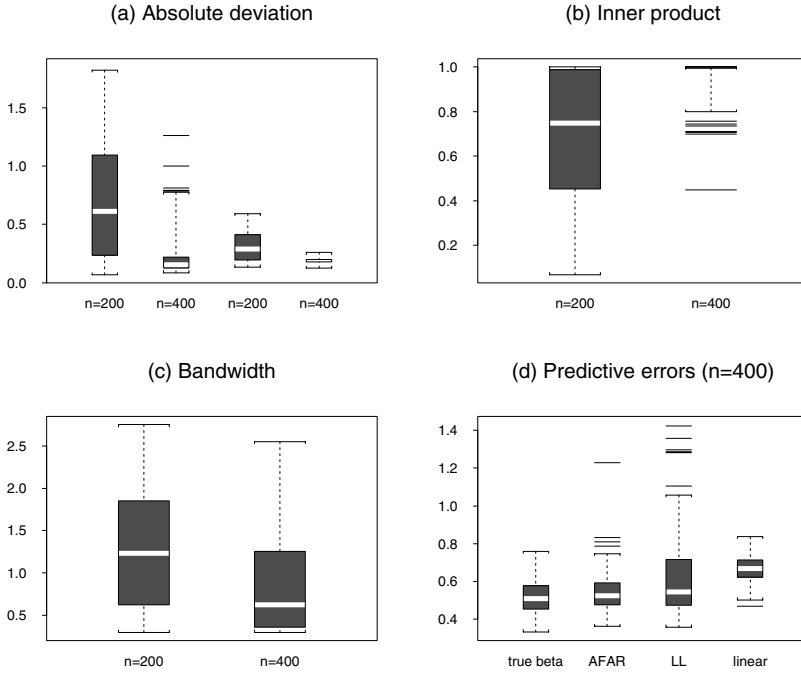 (a) Absolute deviation
1.5
1.0
0.5
0.0
n=200 n=400 n=200 n=400
(b) Inner product
1.0
0.8
0.6
0.4
0.2
n=200 n=400
(c) Bandwidth
2.5
2.0
1.5
1.0
0.5
n=200 n=400
(d) Predictive errors (n=400)
1.4
1.2
1.0
0.8
0.6
0.4
true beta AFAR LL linear